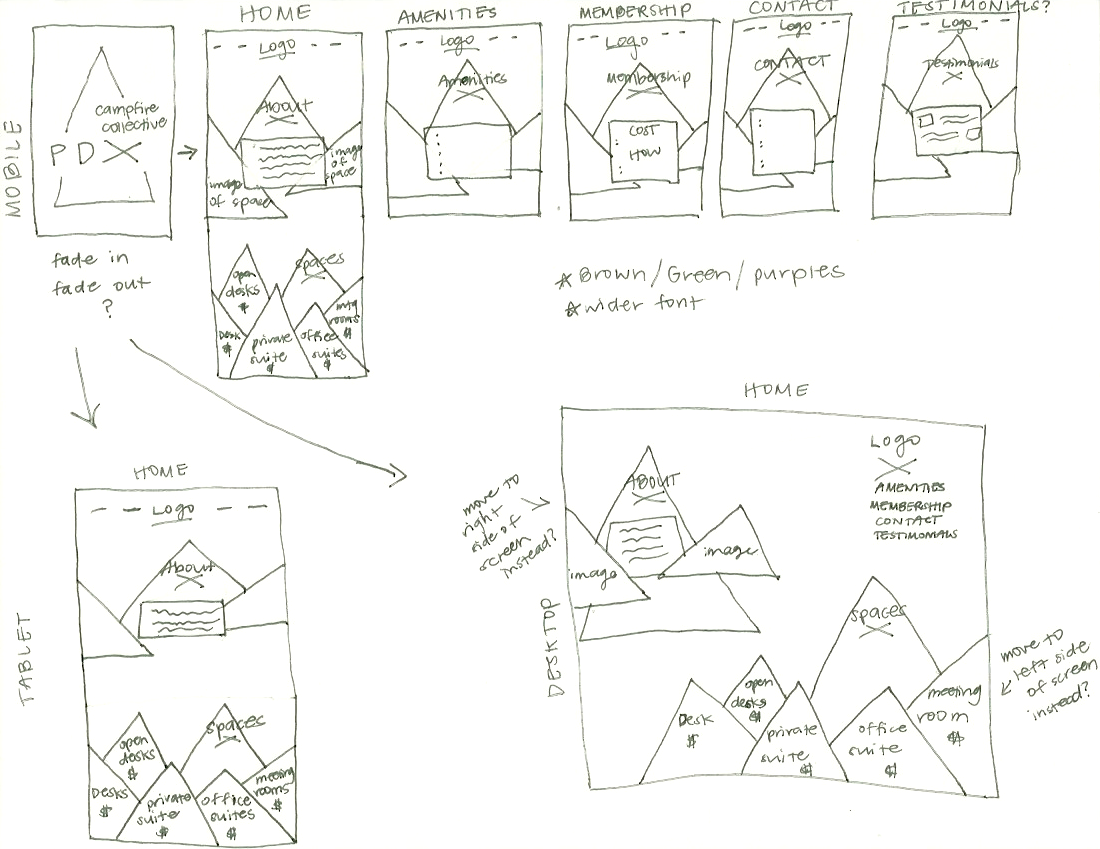 MOBILE
campfire
collective
PDX
fade in
fade out
?
HOME
Logo
About
image
of
space
image
of space
open
desks
$
spaces
mtg
rooms
$
Desk
$
private
suite
$
office
suites
$
AMENITIES
Logo
Amenities
MEMBERSHIP
Logo
Membership
COST
HOW
CONTACT
Logo
CONTACT
TESTIMONIALS?
Logo
Testimonials
* Brown/Green/purples
* wider font
TABLET
HOME
Logo
About
open
desks
$
spaces
meeting
rooms
$
Desks
$
private
suite
$
office
suites
$
DESKTOP
HOME
move to
right
side of
screen
instead?
ABOUT
image
image
Logo
AMENITIES
MEMBERSHIP
CONTACT
TESTIMONIALS
spaces
open
desks
$
Desk
$
private
suite
$
office
suite
$
meeting
room
$
move to
left side
of screen
instead?